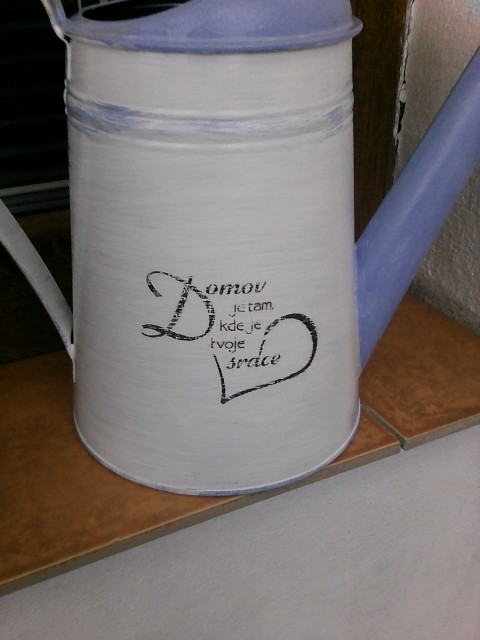 Domov
je tam,
kde je
tvoje
srdce